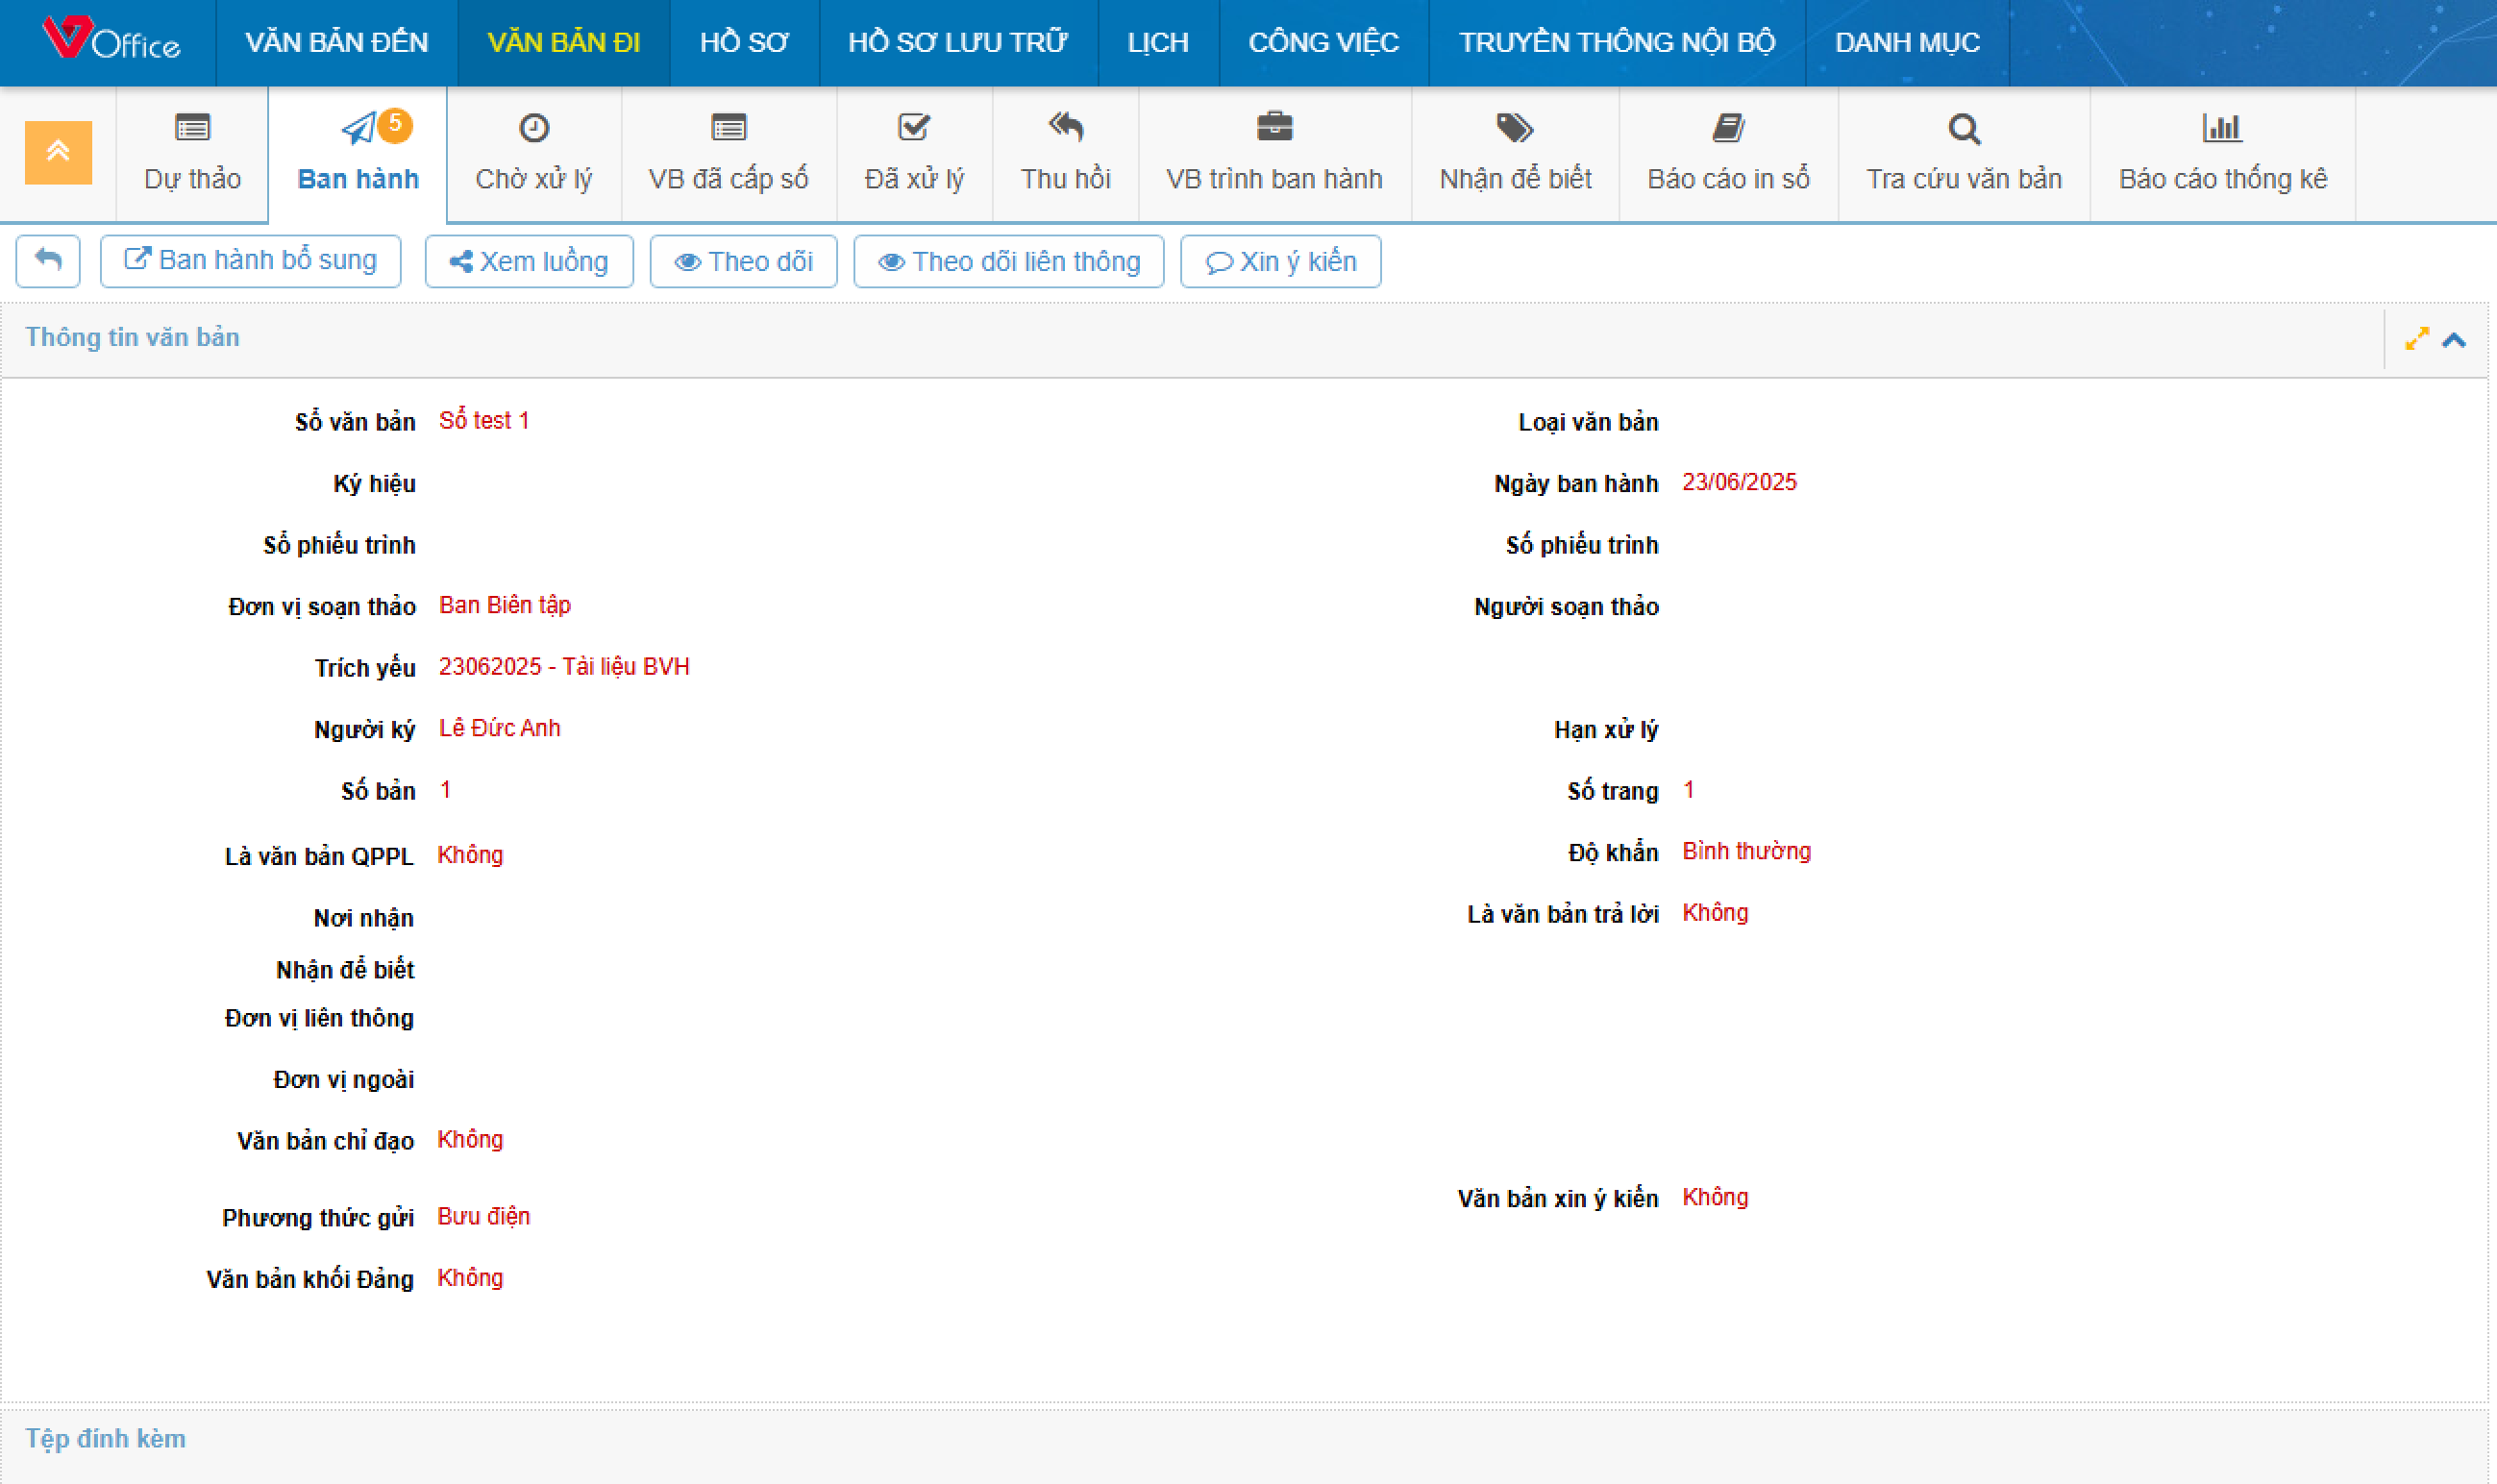 VOffice VĂN BẢN ĐẾN VĂN BẢN ĐI HỒ SƠ HỒ SƠ LƯU TRỮ LỊCH CÔNG VIỆC TRUYỀN THÔNG NỘI BỘ DANH MỤC
5
Dự thảo Ban hành Chờ xử lý VB đã cấp số Đã xử lý Thu hồi VB trình ban hành Nhận để biết Báo cáo in sổ Tra cứu văn bản Báo cáo thống kê
Ban hành bổ sung Xem luồng Theo dõi Theo dõi liên thông Xin ý kiến
Thông tin văn bản
Sổ văn bản Sổ test 1 Loại văn bản
Ký hiệu Ngày ban hành 23/06/2025
Sổ phiếu trình Số phiếu trình
Đơn vị soạn thảo Ban Biên tập Người soạn thảo
Trích yếu 23062025 - Tài liệu BVH
Người ký Lê Đức Anh Hạn xử lý
Số bản 1 Số trang 1
Là văn bản QPPL Không Độ khẩn Bình thường
Nơi nhận Là văn bản trả lời Không
Nhận để biết
Đơn vị liên thông
Đơn vị ngoài
Văn bản chỉ đạo Không
Văn bản xin ý kiến Không
Phương thức gửi Bưu điện
Văn bản khối Đảng Không
Tệp đính kèm